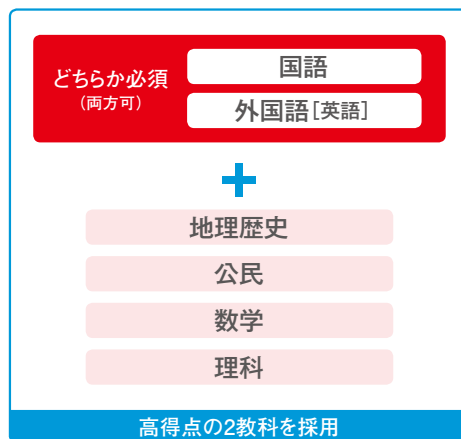 どちらか必須
(両方可)
国語
外国語[英語]
+
地理歴史
公民
数学
理科
高得点の2教科を採用